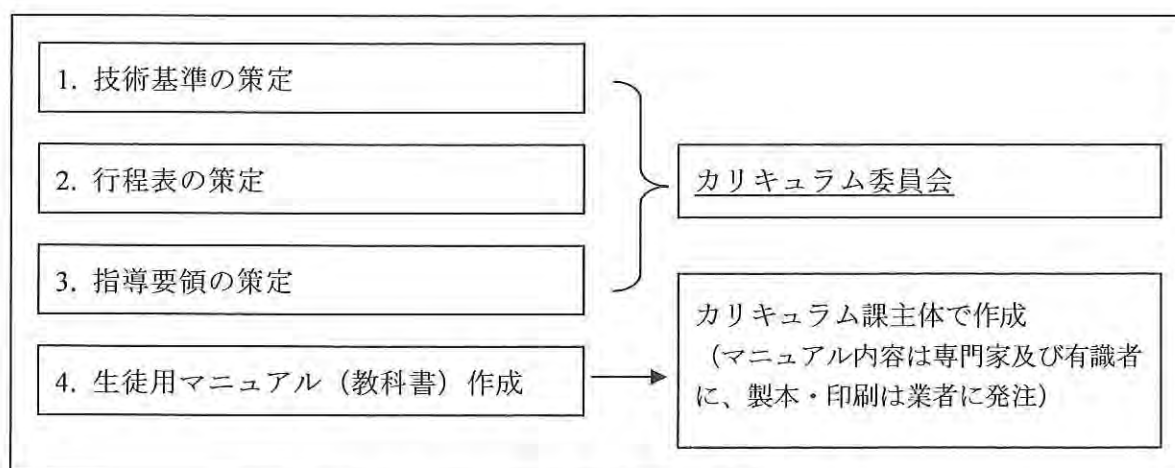 1. 技術基準の策定
2. 行程表の策定
3. 指導要領の策定
4. 生徒用マニュアル（教科書）作成
カリキュラム委員会
カリキュラム課主体で作成
（マニュアル内容は専門家及び有識者
に、製本・印刷は業者に発注）